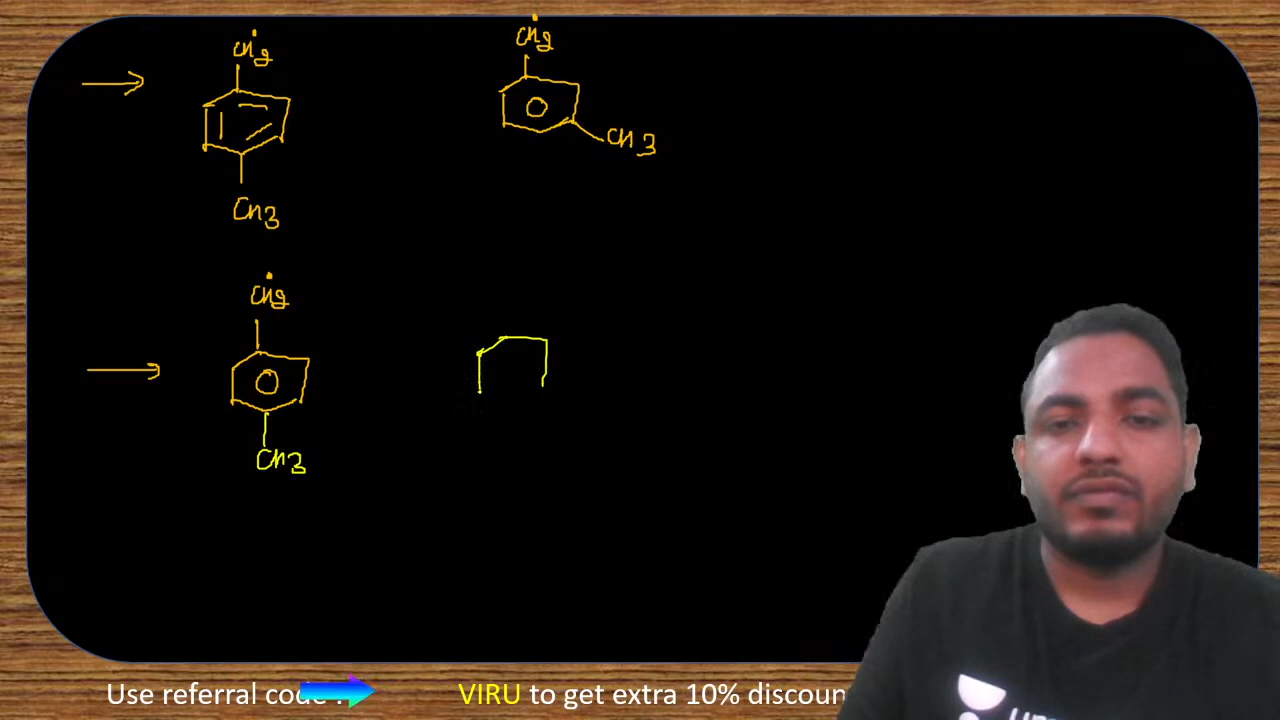 CH2
CH2
CH3
CH3
CH2
CH3
Use referral code :
VIRU to get extra 10% discoun